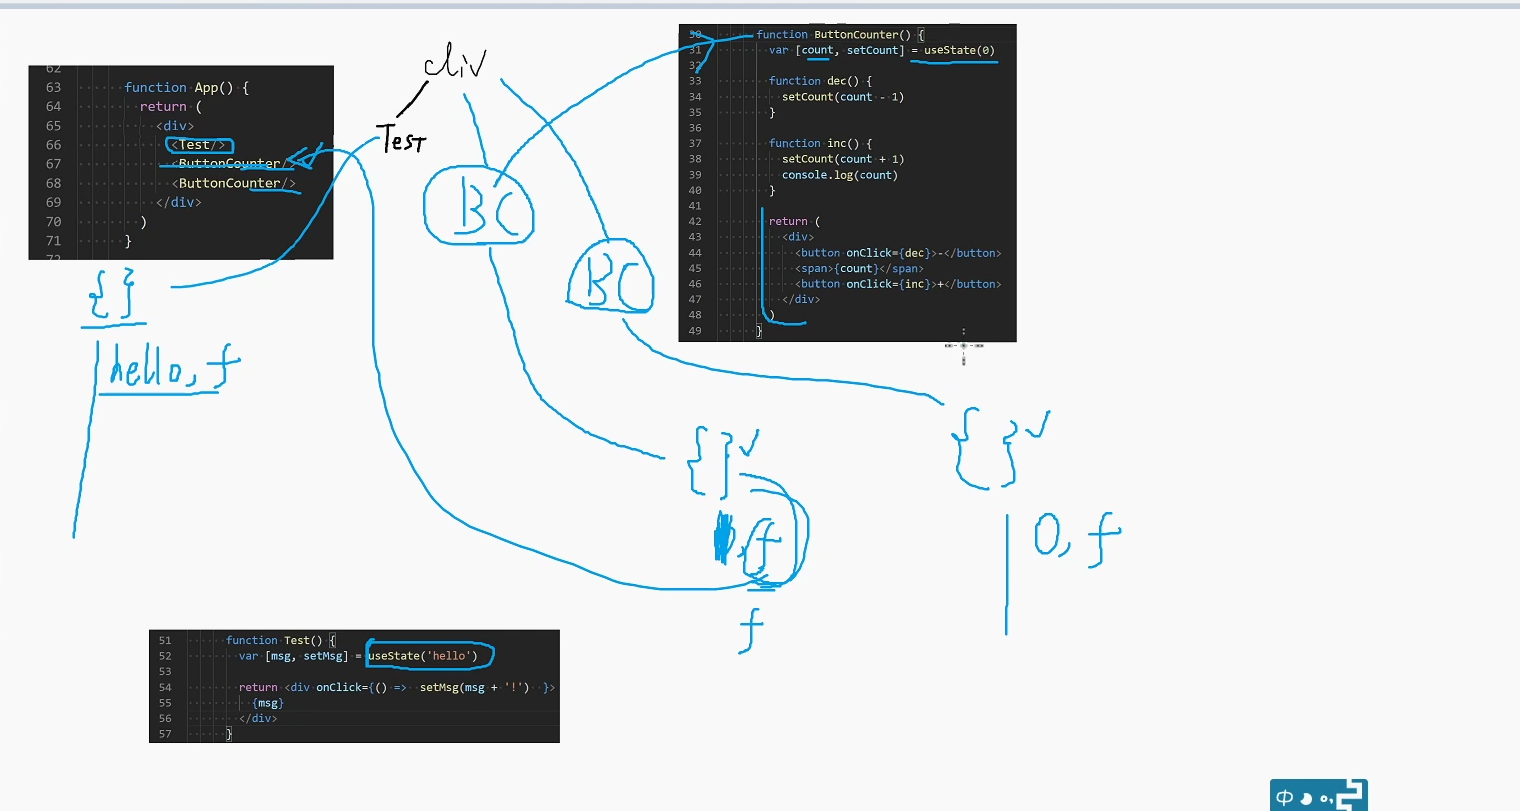 62
63 function App() {
64 return (
65 <div>
66 <Test/>
67 <ButtonCounter/>
68 <ButtonCounter/>
69 </div>
70 )
71 }
72
div
Test
BC
BC
30 function ButtonCounter() {
31 var [count, setCount] = useState(0)
32
33 function dec() {
34 setCount(count - 1)
35 }
36
37 function inc() {
38 setCount(count + 1)
39 console.log(count)
40 }
41
42 return (
43 <div>
44 <button onClick={dec}>-</button>
45 <span>{count}</span>
46 <button onClick={inc}>+</button>
47 </div>
48 )
49 }
{}
hello, f
{ }
, f
f
{ }
0, f
51 function Test() {
52 var [msg, setMsg] = useState('hello')
53
54 return <div onClick={() => setMsg(msg + '!') }>
55 {msg}
56 </div>
57 }
中